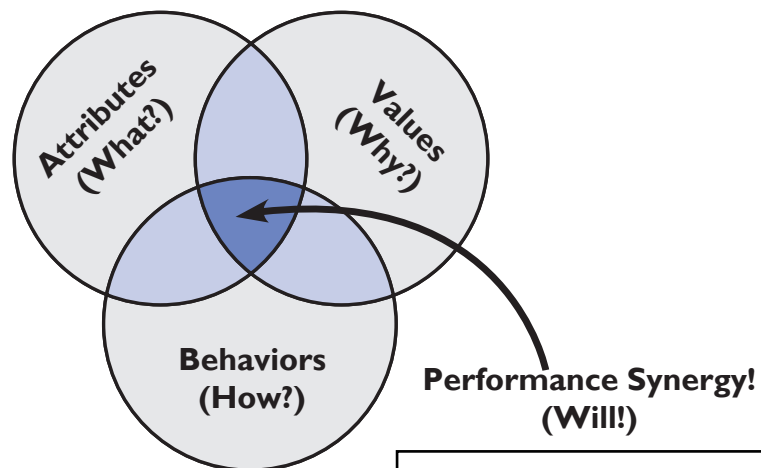 Attributes
(What?)
Values
(Why?)
Behaviors
(How?)
Performance Synergy!
(Will!)